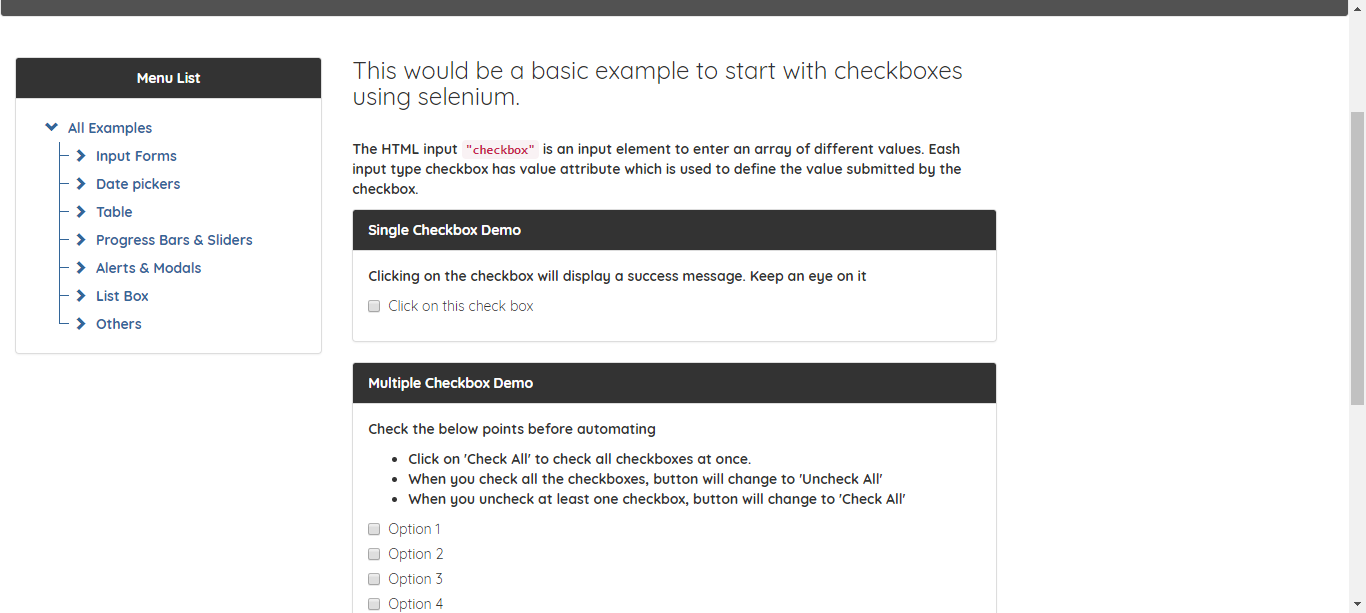 Menu List
All Examples
Input Forms
Date pickers
Table
Progress Bars & Sliders
Alerts & Modals
List Box
Others
This would be a basic example to start with checkboxes
using selenium.
The HTML input "checkbox" is an input element to enter an array of different values. Eash
input type checkbox has value attribute which is used to define the value submitted by the
checkbox.
Single Checkbox Demo
Clicking on the checkbox will display a success message. Keep an eye on it
Click on this check box
Multiple Checkbox Demo
Check the below points before automating
• Click on 'Check All' to check all checkboxes at once.
• When you check all the checkboxes, button will change to 'Uncheck All'
• When you uncheck at least one checkbox, button will change to 'Check All'
Option 1
Option 2
Option 3
Option 4